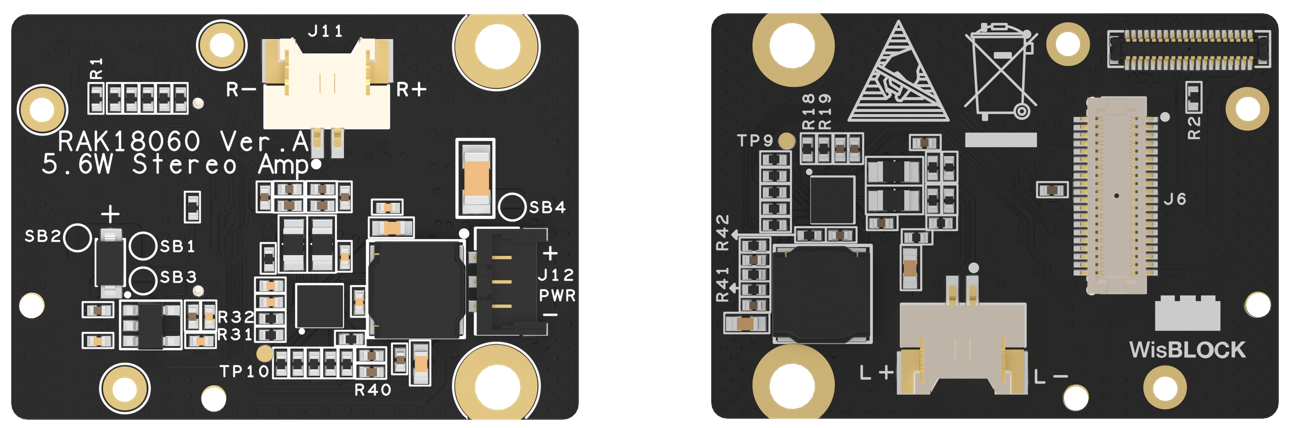 J11
R1
R- R+
RAK18060 Ver.A
5.6W Stereo Amp
SB4
+
SB2
SB1
SB3
+
J12
PWR
-
R32
R31
TP10
R40
R18
R19
TP9
R2
J6
R42
R41
WisBLOCK
L + L -